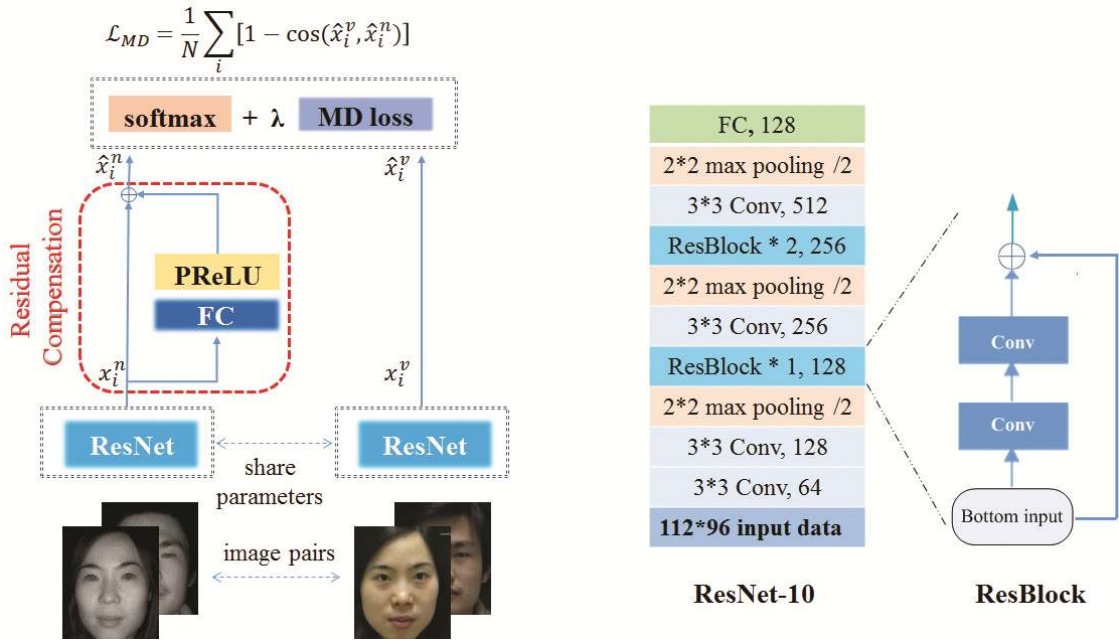 ℒ_MD = 1/N ∑_i [1 − cos(x̂_i^v, x̂_i^n)]
softmax + λ MD loss
x̂_i^n
x̂_i^v
Residual
Compensation
PReLU
FC
x_i^n
x_i^v
ResNet
ResNet
share
parameters
image pairs
FC, 128
2*2 max pooling /2
3*3 Conv, 512
ResBlock * 2, 256
2*2 max pooling /2
3*3 Conv, 256
ResBlock * 1, 128
2*2 max pooling /2
3*3 Conv, 128
3*3 Conv, 64
112*96 input data
ResNet-10
Conv
Conv
Bottom input
ResBlock